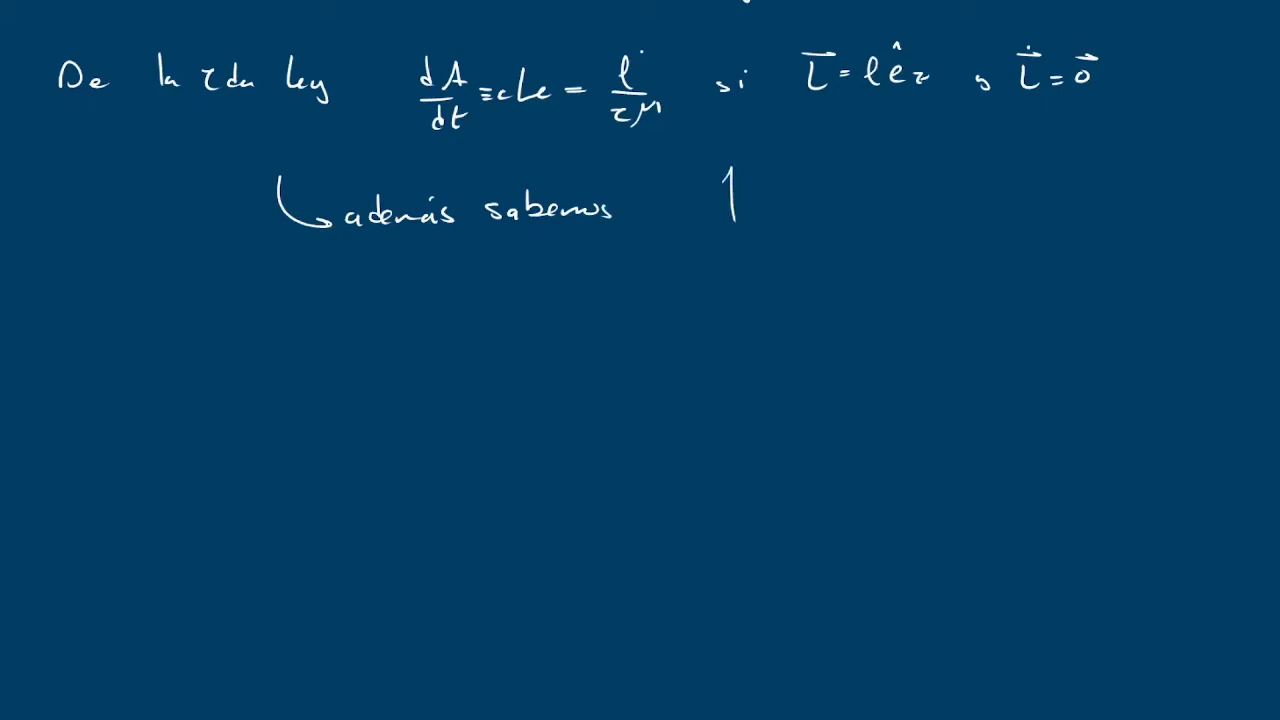 De la 2da ley dA/dt ≡ cte = l/2μ si L⃗ = l ê_z y L⃗̇ = 0⃗
además sabemos